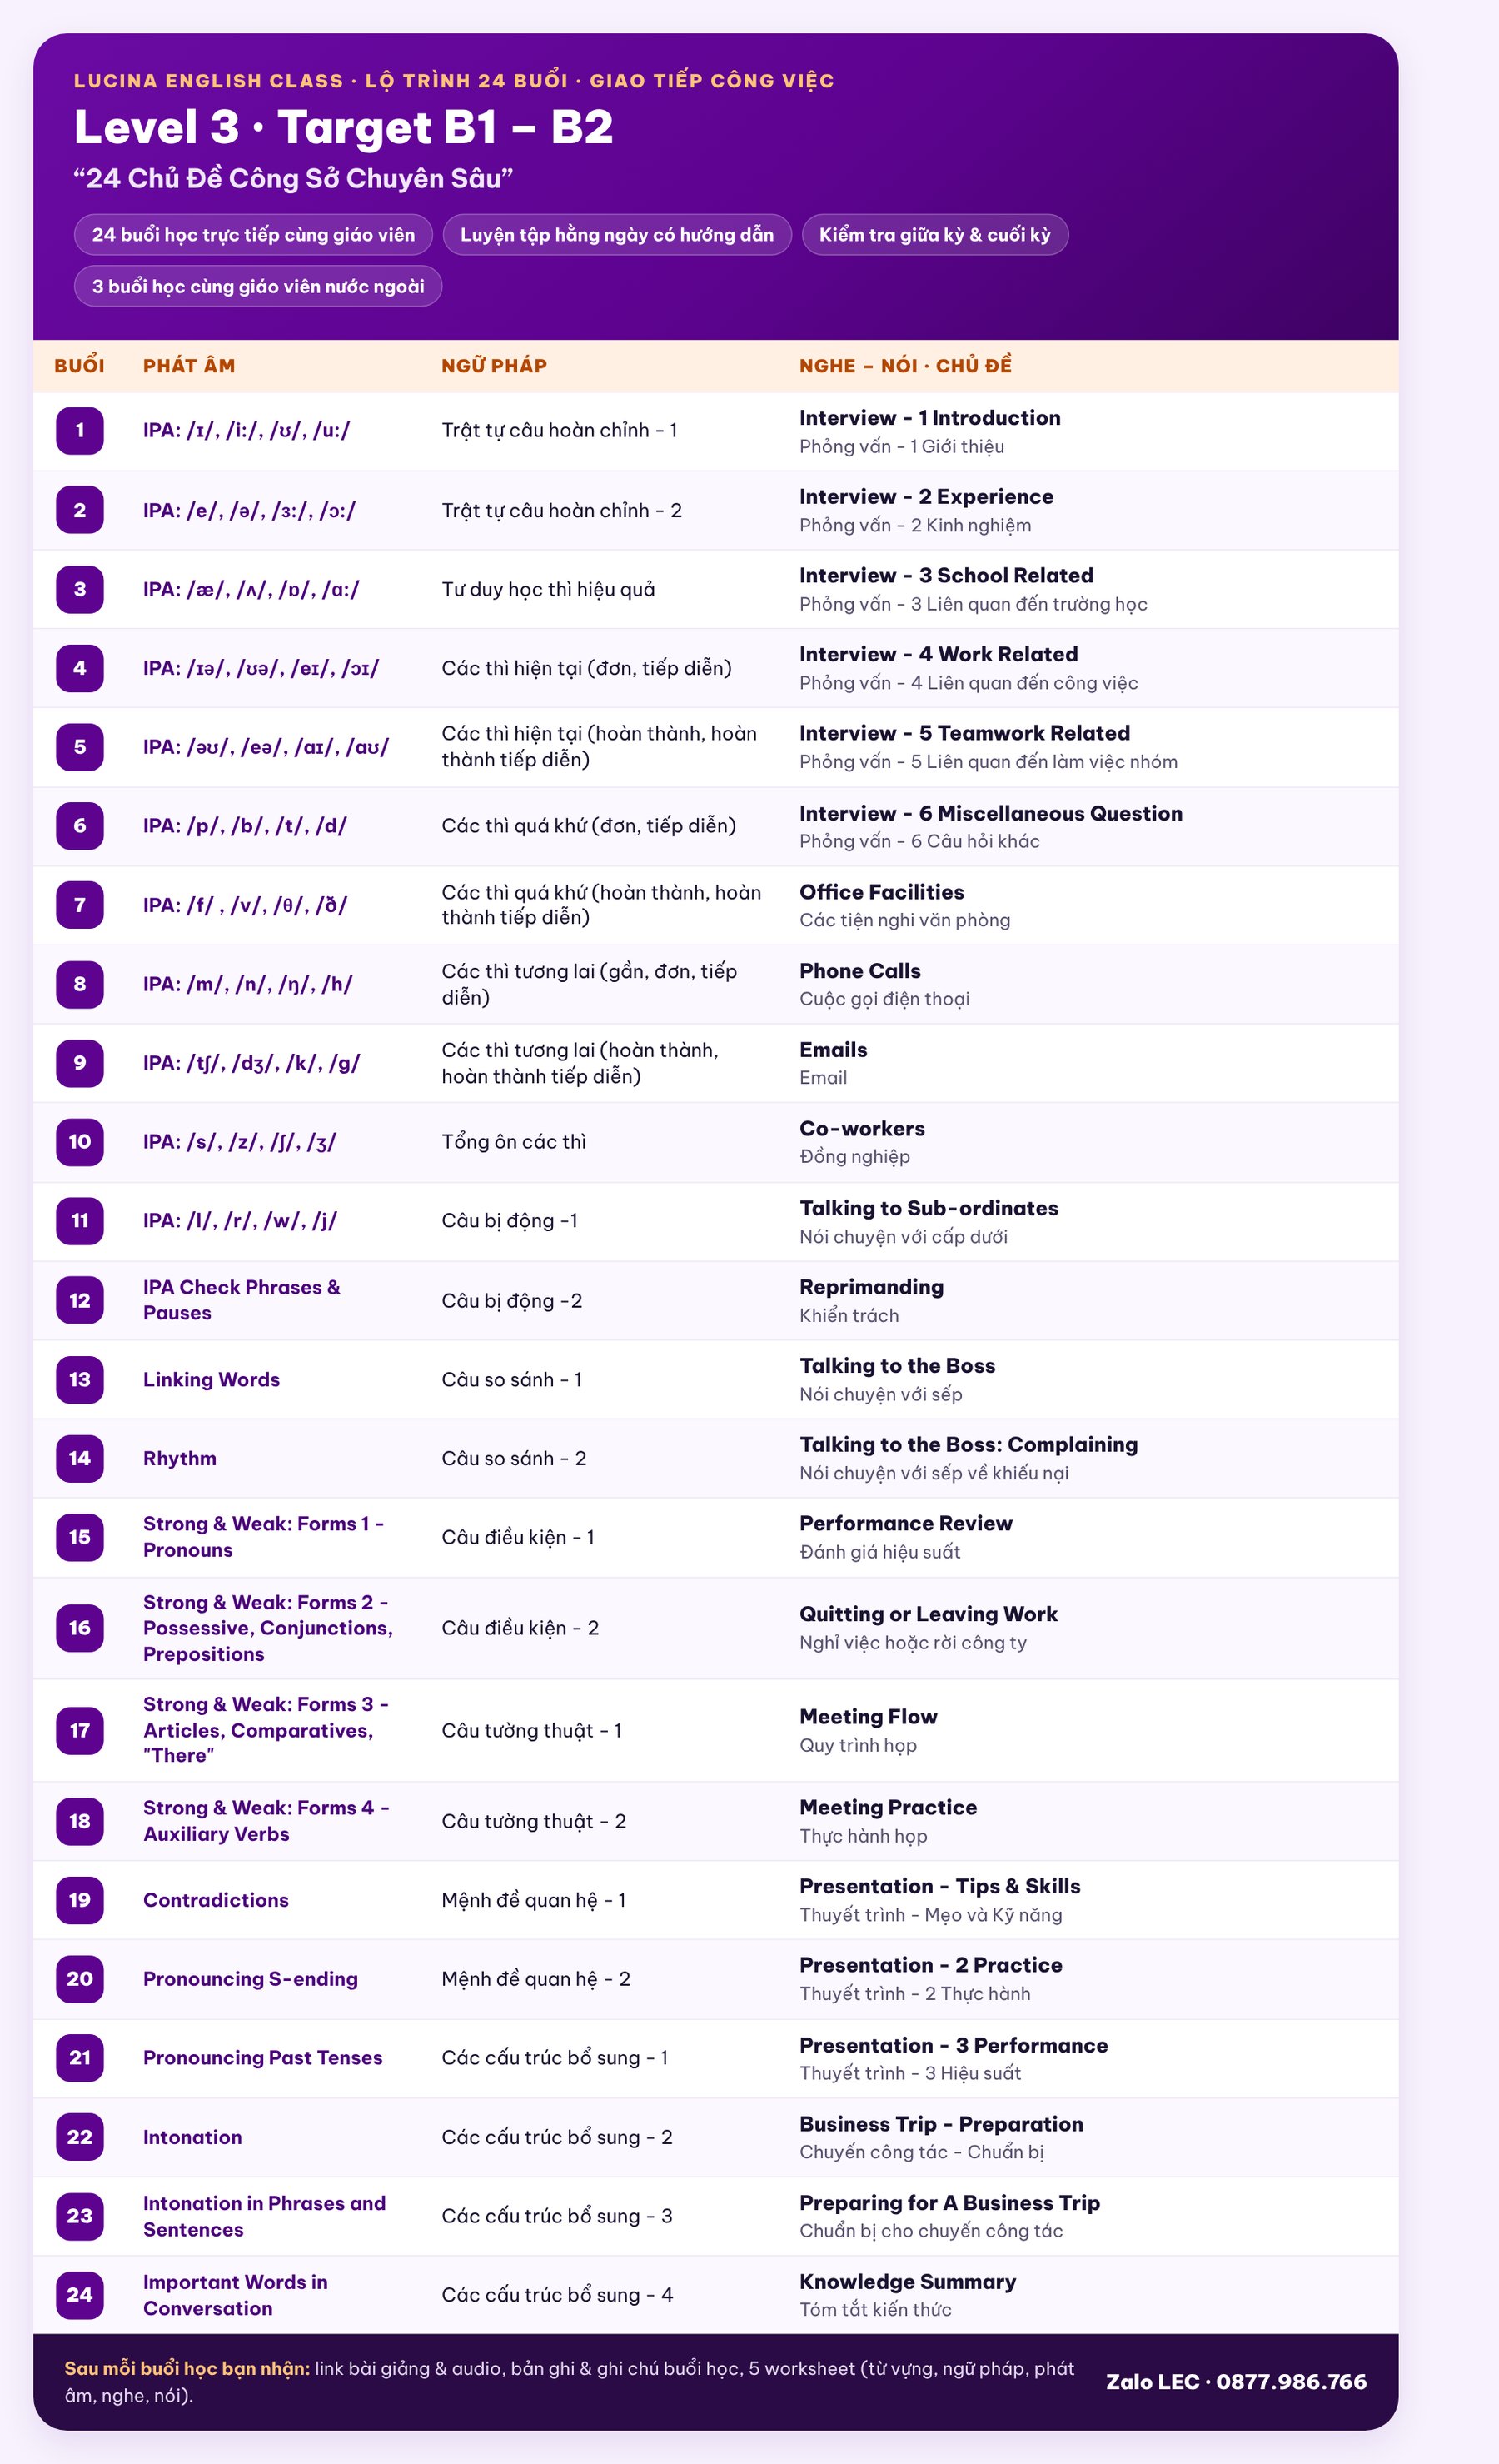 LUCINA ENGLISH CLASS · LỘ TRÌNH 24 BUỔI · GIAO TIẾP CÔNG VIỆC
Level 3 · Target B1 – B2
“24 Chủ Đề Công Sở Chuyên Sâu”
24 buổi học trực tiếp cùng giáo viên
Luyện tập hằng ngày có hướng dẫn
Kiểm tra giữa kỳ & cuối kỳ
3 buổi học cùng giáo viên nước ngoài
BUỔI PHÁT ÂM NGỮ PHÁP NGHE – NÓI · CHỦ ĐỀ
1 IPA: /ɪ/, /i:/, /ʊ/, /u:/ Trật tự câu hoàn chỉnh - 1 Interview - 1 Introduction
Phỏng vấn - 1 Giới thiệu
2 IPA: /e/, /ə/, /ɜ:/, /ɔ:/ Trật tự câu hoàn chỉnh - 2 Interview - 2 Experience
Phỏng vấn - 2 Kinh nghiệm
3 IPA: /æ/, /ʌ/, /ɒ/, /ɑ:/ Tư duy học thì hiệu quả Interview - 3 School Related
Phỏng vấn - 3 Liên quan đến trường học
4 IPA: /ɪə/, /ʊə/, /eɪ/, /ɔɪ/ Các thì hiện tại (đơn, tiếp diễn) Interview - 4 Work Related
Phỏng vấn - 4 Liên quan đến công việc
5 IPA: /əʊ/, /eə/, /aɪ/, /aʊ/ Các thì hiện tại (hoàn thành, hoàn
thành tiếp diễn)
Interview - 5 Teamwork Related
Phỏng vấn - 5 Liên quan đến làm việc nhóm
6 IPA: /p/, /b/, /t/, /d/ Các thì quá khứ (đơn, tiếp diễn) Interview - 6 Miscellaneous Question
Phỏng vấn - 6 Câu hỏi khác
7 IPA: /f/ , /v/, /θ/, /ð/ Các thì quá khứ (hoàn thành, hoàn
thành tiếp diễn)
Office Facilities
Các tiện nghi văn phòng
8 IPA: /m/, /n/, /ŋ/, /h/ Các thì tương lai (gần, đơn, tiếp
diễn)
Phone Calls
Cuộc gọi điện thoại
9 IPA: /tʃ/, /dʒ/, /k/, /g/ Các thì tương lai (hoàn thành,
hoàn thành tiếp diễn)
Emails
Email
10 IPA: /s/, /z/, /ʃ/, /ʒ/ Tổng ôn các thì Co-workers
Đồng nghiệp
11 IPA: /l/, /r/, /w/, /j/ Câu bị động -1 Talking to Sub-ordinates
Nói chuyện với cấp dưới
12 IPA Check Phrases &
Pauses
Câu bị động -2 Reprimanding
Khiển trách
13 Linking Words Câu so sánh - 1 Talking to the Boss
Nói chuyện với sếp
14 Rhythm Câu so sánh - 2 Talking to the Boss: Complaining
Nói chuyện với sếp về khiếu nại
15 Strong & Weak: Forms 1 -
Pronouns
Câu điều kiện - 1 Performance Review
Đánh giá hiệu suất
16 Strong & Weak: Forms 2 -
Possessive, Conjunctions,
Prepositions
Câu điều kiện - 2 Quitting or Leaving Work
Nghỉ việc hoặc rời công ty
17 Strong & Weak: Forms 3 -
Articles, Comparatives,
"There"
Câu tường thuật - 1 Meeting Flow
Quy trình họp
18 Strong & Weak: Forms 4 -
Auxiliary Verbs
Câu tường thuật - 2 Meeting Practice
Thực hành họp
19 Contradictions Mệnh đề quan hệ - 1 Presentation - Tips & Skills
Thuyết trình - Mẹo và Kỹ năng
20 Pronouncing S-ending Mệnh đề quan hệ - 2 Presentation - 2 Practice
Thuyết trình - 2 Thực hành
21 Pronouncing Past Tenses Các cấu trúc bổ sung - 1 Presentation - 3 Performance
Thuyết trình - 3 Hiệu suất
22 Intonation Các cấu trúc bổ sung - 2 Business Trip - Preparation
Chuyến công tác - Chuẩn bị
23 Intonation in Phrases and
Sentences
Các cấu trúc bổ sung - 3 Preparing for A Business Trip
Chuẩn bị cho chuyến công tác
24 Important Words in
Conversation
Các cấu trúc bổ sung - 4 Knowledge Summary
Tóm tắt kiến thức
Sau mỗi buổi học bạn nhận: link bài giảng & audio, bản ghi & ghi chú buổi học, 5 worksheet (từ vựng, ngữ pháp, phát
âm, nghe, nói).
Zalo LEC · 0877.986.766